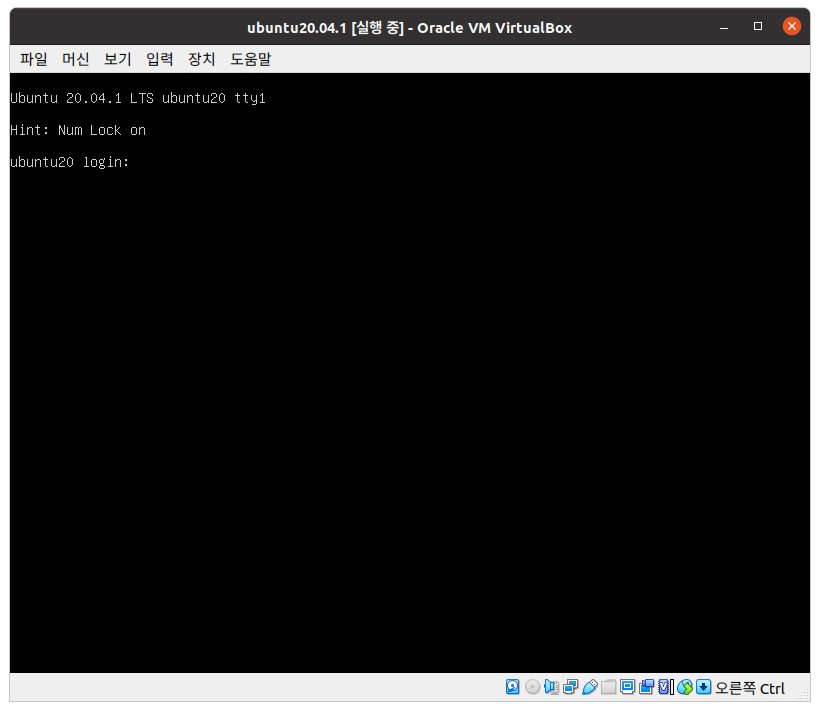 ubuntu20.04.1 [실행 중] - Oracle VM VirtualBox
파일 머신 보기 입력 장치 도움말
Ubuntu 20.04.1 LTS ubuntu20 tty1
Hint: Num Lock on
ubuntu20 login:
오른쪽 Ctrl